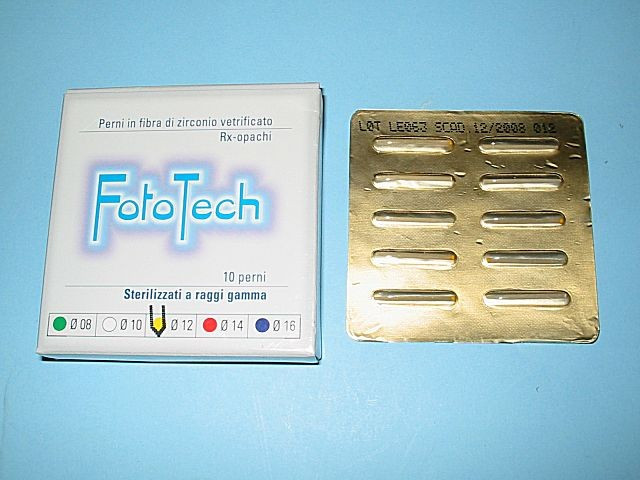 Perni in fibra di zirconio vetrificato
Rx-opachi
FotoTech
10 perni
Sterilizzati a raggi gamma
Ø 08 Ø 10 Ø 12 Ø 14 Ø 16
LOT LE063 SCAD.12/2008 012